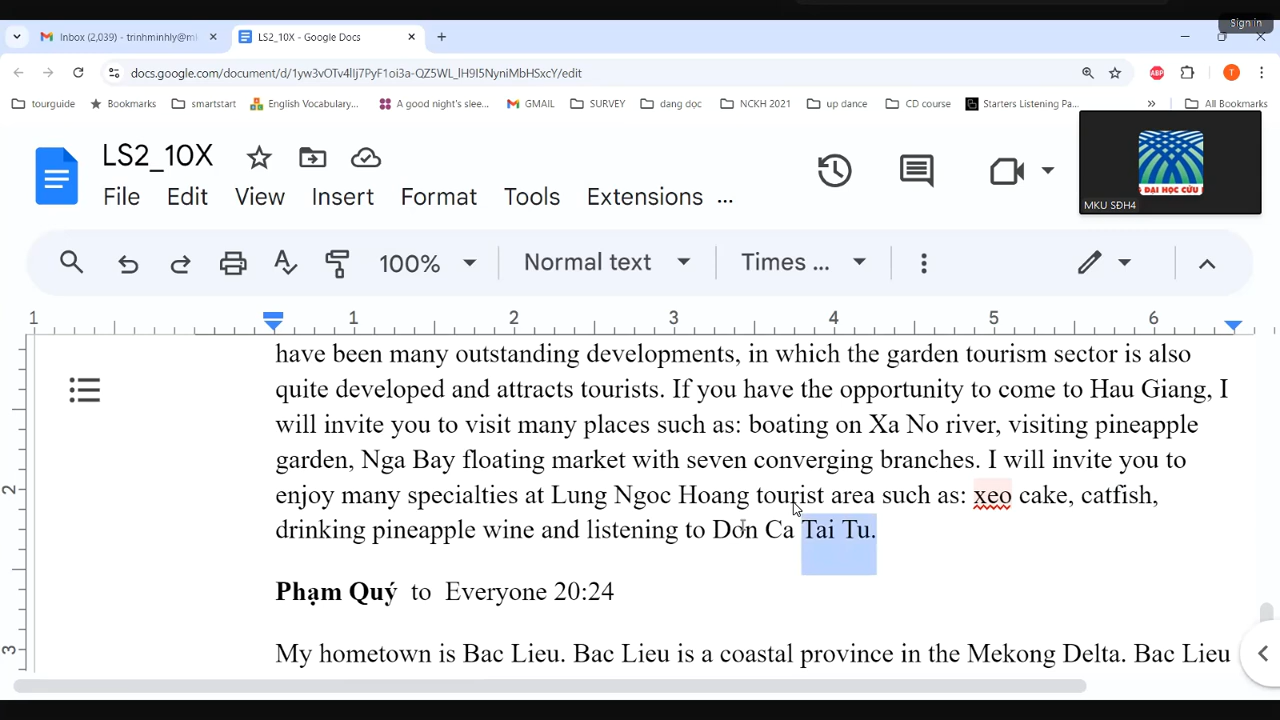 Sign in
Inbox (2,039) - trinhminhly@m
LS2_10X - Google Docs
docs.google.com/document/d/1yw3vOTv4lIj7PyF1oi3a-QZ5WL_lH9I5NyniMbHSxcY/edit
tourguide Bookmarks smartstart English Vocabulary... A good night's slee... GMAIL SURVEY dang dọc NCKH 2021 up dance CD course Starters Listening Pa... » All Bookmarks
LS2_10X
File Edit View Insert Format Tools Extensions ...
ĐẠI HỌC CỬU
MKU SĐH4
100% Normal text Times ...
1 1 2 3 4 5 6
have been many outstanding developments, in which the garden tourism sector is also
quite developed and attracts tourists. If you have the opportunity to come to Hau Giang, I
will invite you to visit many places such as: boating on Xa No river, visiting pineapple
garden, Nga Bay floating market with seven converging branches. I will invite you to
2
enjoy many specialties at Lung Ngoc Hoang tourist area such as: xeo cake, catfish,
drinking pineapple wine and listening to Don Ca Tai Tu.
Phạm Quý to Everyone 20:24
3
My hometown is Bac Lieu. Bac Lieu is a coastal province in the Mekong Delta. Bac Lieu